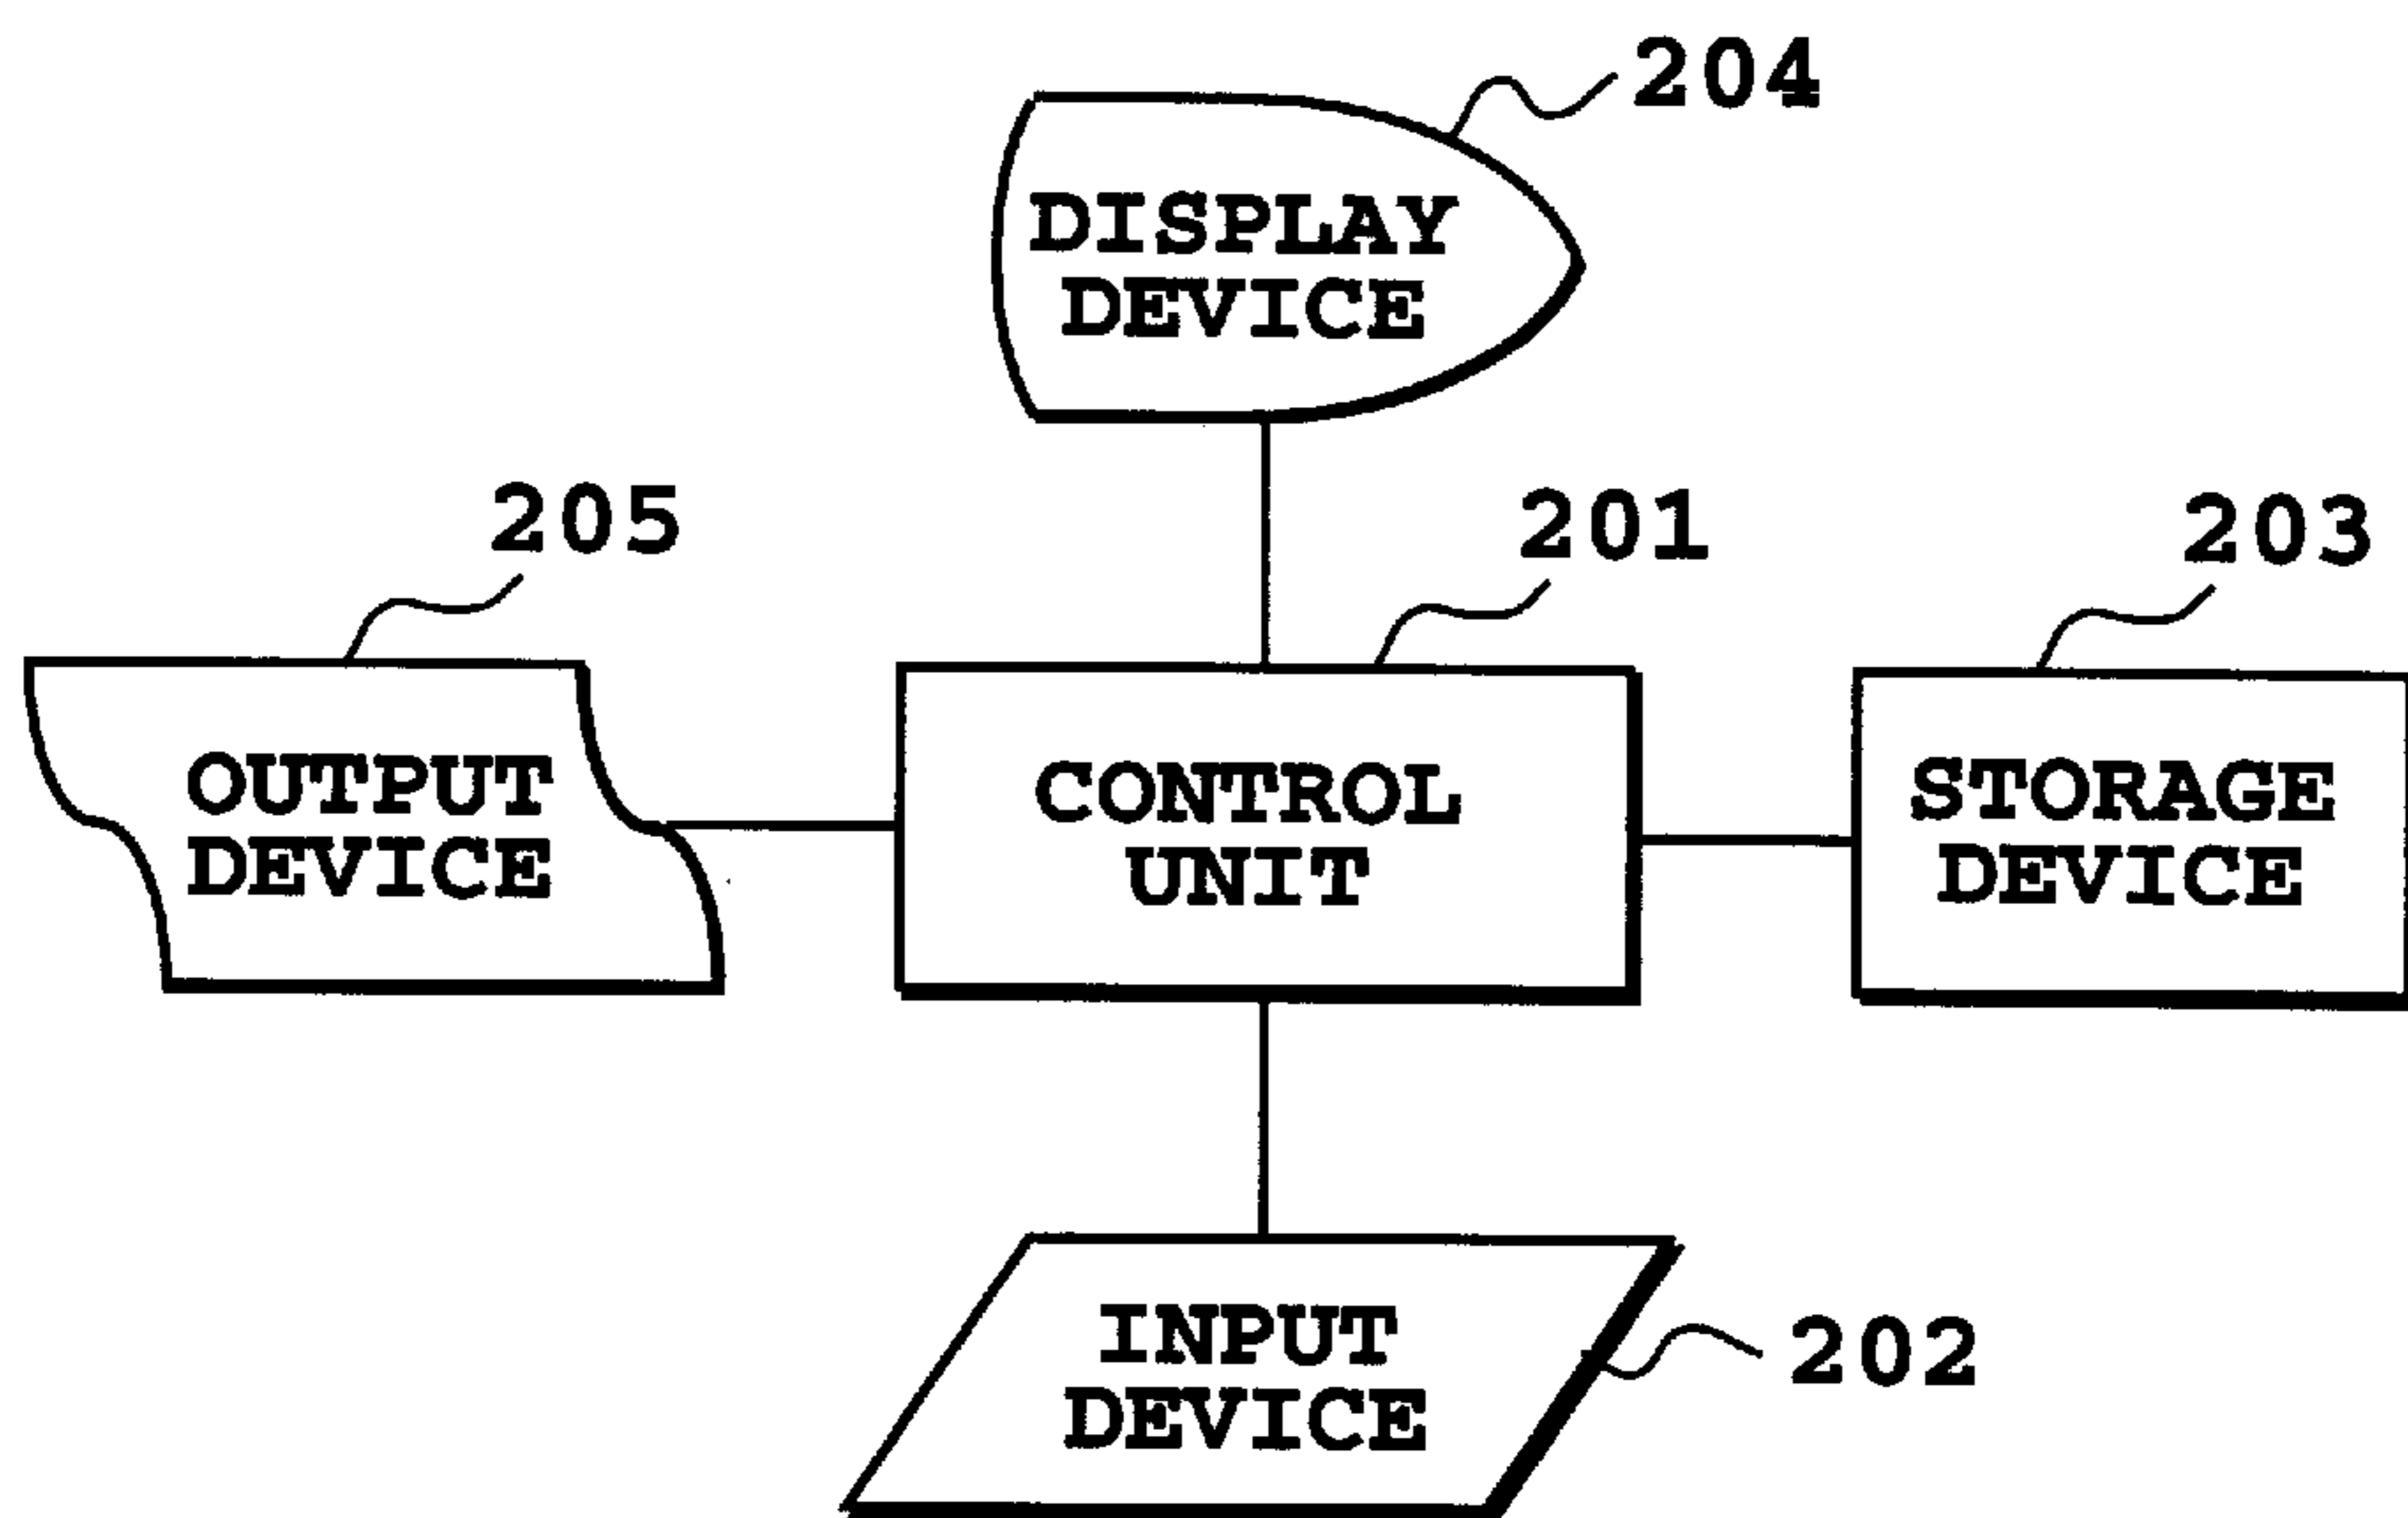 204
DISPLAY
DEVICE
205
201
203
OUTPUT
DEVICE
CONTROL
UNIT
STORAGE
DEVICE
INPUT
DEVICE
202